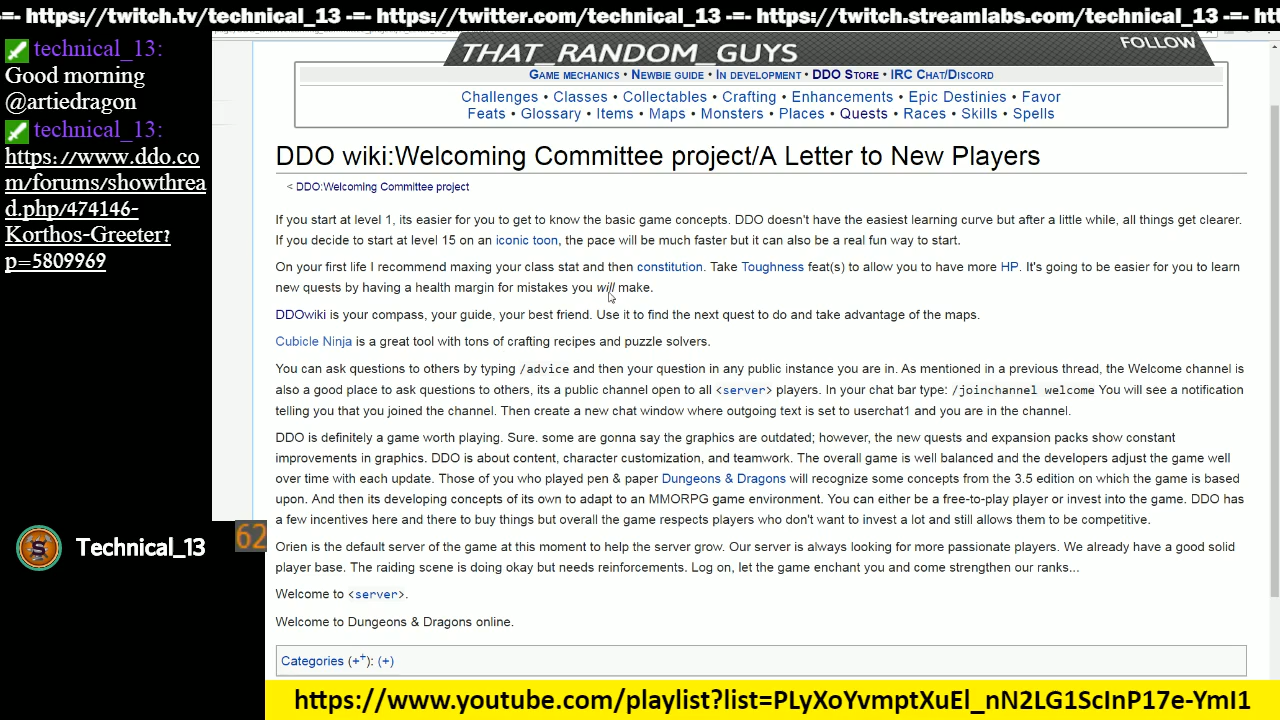 =- https://twitch.tv/technical_13 -=- https://twitter.com/technical_13 -=- https://twitch.streamlabs.com/technical_13 -=- https:
technical_13:
Good morning
@artiedragon
technical_13:
https://www.ddo.co
m/forums/showthrea
d.php/474146-
Korthos-Greeter?
p=5809969
Technical_13
62
THAT_RANDOM_GUYS
FOLLOW
Game mechanics • Newbie guide • In development • DDO Store • IRC Chat/Discord
Challenges • Classes • Collectables • Crafting • Enhancements • Epic Destinies • Favor
Feats • Glossary • Items • Maps • Monsters • Places • Quests • Races • Skills • Spells
DDO wiki:Welcoming Committee project/A Letter to New Players
< DDO:Welcoming Committee project
If you start at level 1, its easier for you to get to know the basic game concepts. DDO doesn't have the easiest learning curve but after a little while, all things get clearer.
If you decide to start at level 15 on an iconic toon, the pace will be much faster but it can also be a real fun way to start.
On your first life I recommend maxing your class stat and then constitution. Take Toughness feat(s) to allow you to have more HP. It's going to be easier for you to learn
new quests by having a health margin for mistakes you will make.
DDOwiki is your compass, your guide, your best friend. Use it to find the next quest to do and take advantage of the maps.
Cubicle Ninja is a great tool with tons of crafting recipes and puzzle solvers.
You can ask questions to others by typing /advice and then your question in any public instance you are in. As mentioned in a previous thread, the Welcome channel is
also a good place to ask questions to others, its a public channel open to all <server> players. In your chat bar type: /joinchannel welcome You will see a notification
telling you that you joined the channel. Then create a new chat window where outgoing text is set to userchat1 and you are in the channel.
DDO is definitely a game worth playing. Sure. some are gonna say the graphics are outdated; however, the new quests and expansion packs show constant
improvements in graphics. DDO is about content, character customization, and teamwork. The overall game is well balanced and the developers adjust the game well
over time with each update. Those of you who played pen & paper Dungeons & Dragons will recognize some concepts from the 3.5 edition on which the game is based
upon. And then its developing concepts of its own to adapt to an MMORPG game environment. You can either be a free-to-play player or invest into the game. DDO has
a few incentives here and there to buy things but overall the game respects players who don't want to invest a lot and still allows them to be competitive.
Orien is the default server of the game at this moment to help the server grow. Our server is always looking for more passionate players. We already have a good solid
player base. The raiding scene is doing okay but needs reinforcements. Log on, let the game enchant you and come strengthen our ranks...
Welcome to <server>.
Welcome to Dungeons & Dragons online.
Categories (++): (+)
https://www.youtube.com/playlist?list=PLyXoYvmptXuEl_nN2LG1ScInP17e-YmI1